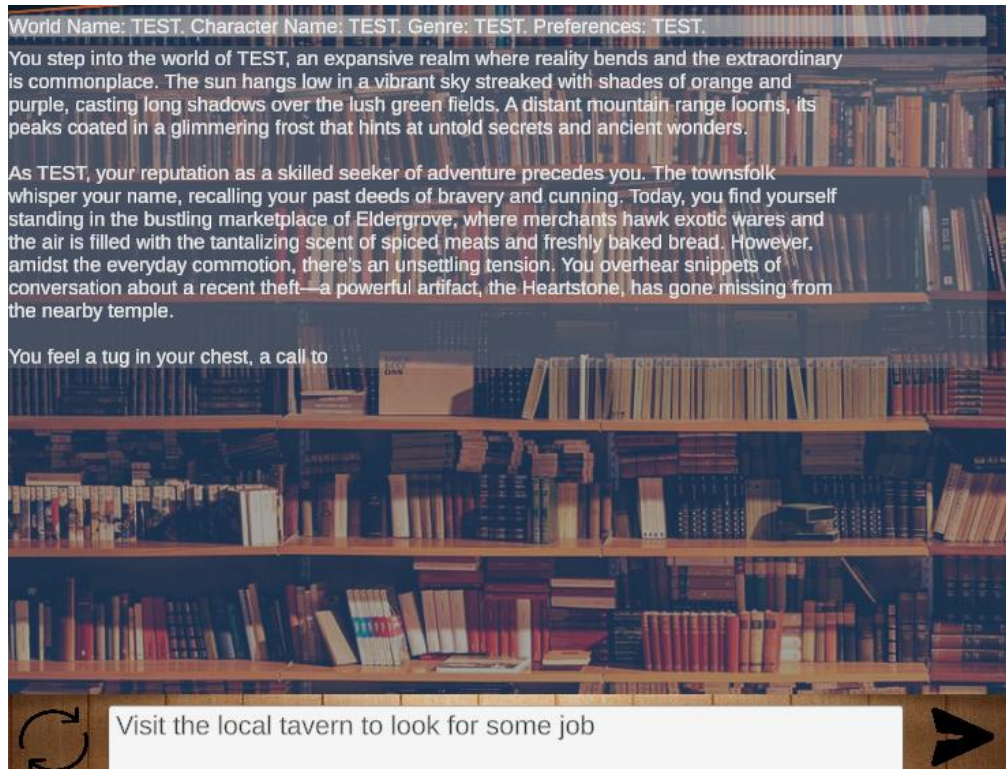 World Name: TEST. Character Name: TEST. Genre: TEST. Preferences: TEST.
You step into the world of TEST, an expansive realm where reality bends and the extraordinary
is commonplace. The sun hangs low in a vibrant sky streaked with shades of orange and
purple, casting long shadows over the lush green fields. A distant mountain range looms, its
peaks coated in a glimmering frost that hints at untold secrets and ancient wonders.
As TEST, your reputation as a skilled seeker of adventure precedes you. The townsfolk
whisper your name, recalling your past deeds of bravery and cunning. Today, you find yourself
standing in the bustling marketplace of Eldergrove, where merchants hawk exotic wares and
the air is filled with the tantalizing scent of spiced meats and freshly baked bread. However,
amidst the everyday commotion, there's an unsettling tension. You overhear snippets of
conversation about a recent theft—a powerful artifact, the Heartstone, has gone missing from
the nearby temple.
You feel a tug in your chest, a call to
Visit the local tavern to look for some job